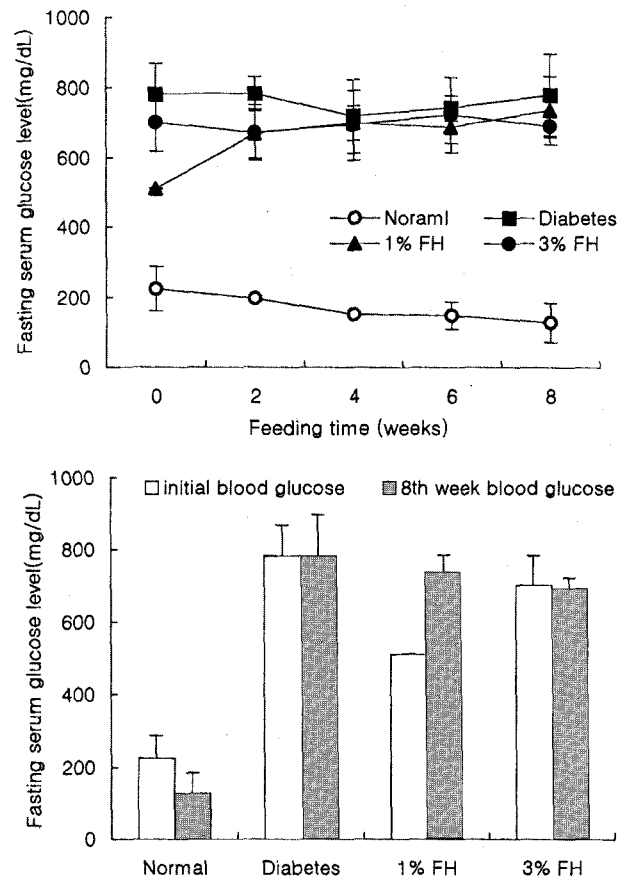 Fasting serum glucose level(mg/dL)
1000
800
600
400
200
0
Noraml
Diabetes
1% FH
3% FH
0 2 4 6 8
Feeding time (weeks)
Fasting serum glucose level(mg/dL)
1000
800
600
400
200
0
initial blood glucose
8th week blood glucose
Normal Diabetes 1% FH 3% FH